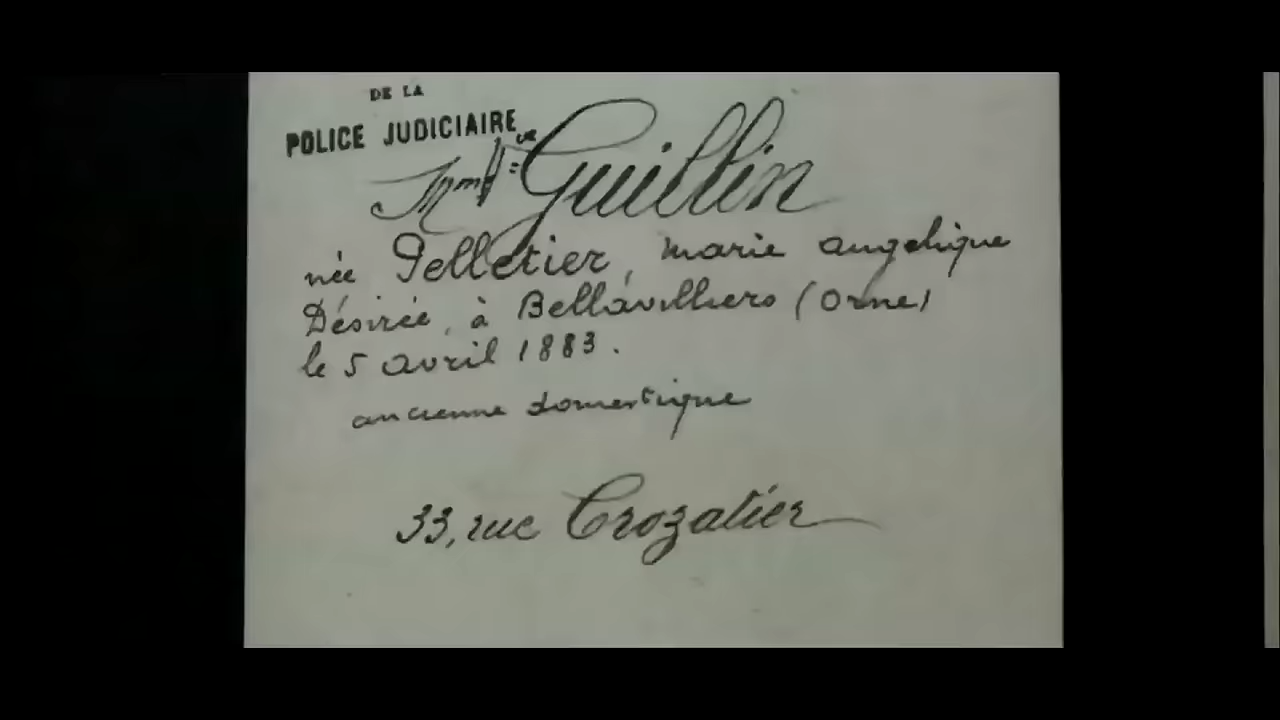 DE LA
POLICE JUDICIAIRE
Mme Vve Guillin
née Pelletier, marie angelique
Désirée, à Bellavilliers (Orne)
le 5 avril 1883.
ancienne domestique
33, rue Crozatier